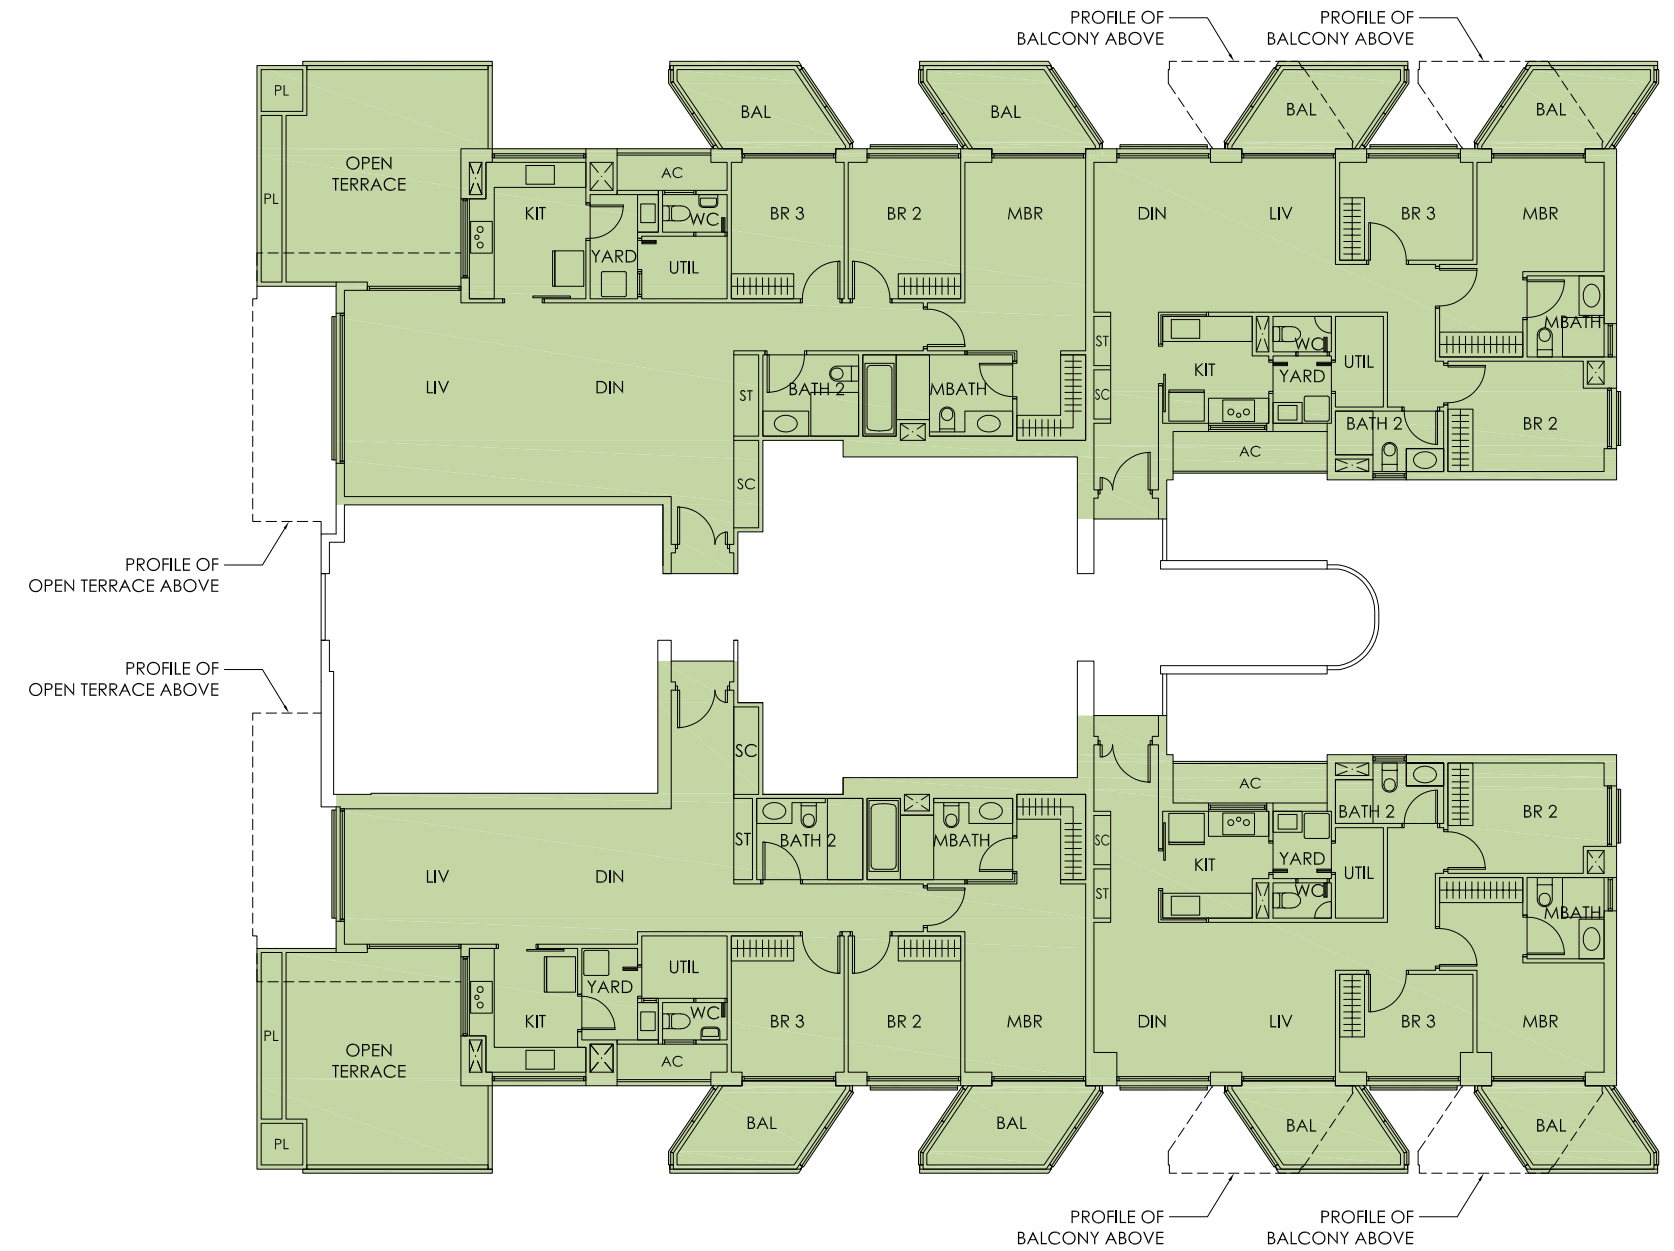 PROFILE OF
BALCONY ABOVE
PROFILE OF
BALCONY ABOVE
PL
BAL
BAL
BAL
BAL
OPEN
TERRACE
AC
PL
KIT
WC
BR 3
BR 2
MBR
DIN
LIV
BR 3
MBR
YARD
UTIL
MBATH
ST
WC
UTIL
KIT
YARD
LIV
DIN
ST
BATH 2
MBATH
SC
BATH 2
BR 2
AC
SC
PROFILE OF
OPEN TERRACE ABOVE
PROFILE OF
OPEN TERRACE ABOVE
SC
AC
BATH 2
BR 2
ST
BATH 2
MBATH
SC
KIT
YARD
UTIL
LIV
DIN
ST
WC
MBATH
UTIL
YARD
WC
KIT
BR 3
BR 2
MBR
DIN
LIV
BR 3
MBR
PL
OPEN
TERRACE
AC
BAL
BAL
BAL
BAL
PL
PROFILE OF
BALCONY ABOVE
PROFILE OF
BALCONY ABOVE